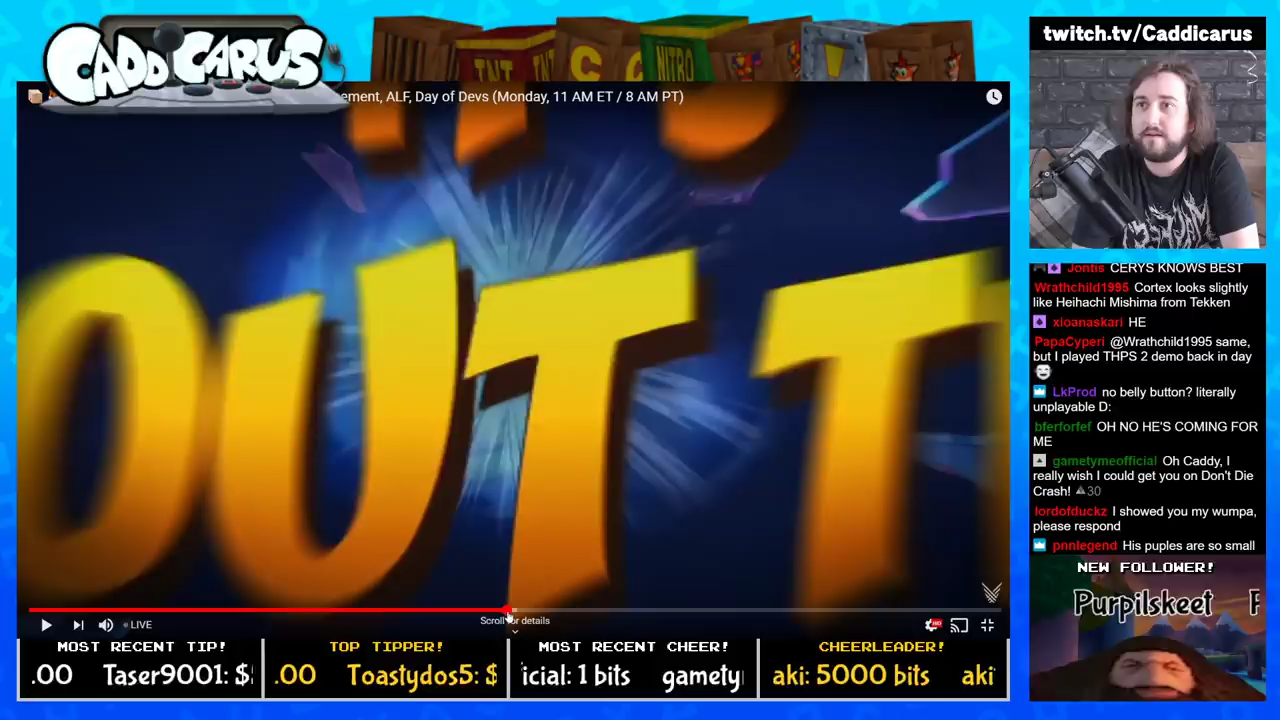 CADDICARUS
TNT
C
NITRO
twitch.tv/Caddicarus
ement, ALF, Day of Devs (Monday, 11 AM ET / 8 AM PT)
OUT T
Jontis CERYS KNOWS BEST
Wrathchild1995 Cortex looks slightly
like Heihachi Mishima from Tekken
xioanaskari HE
PapaCyperi @Wrathchild1995 same,
but I played THPS 2 demo back in day
LkProd no belly button? literally
unplayable D:
bferforfef OH NO HE'S COMING FOR
ME
gametymeofficial Oh Caddy, I
really wish I could get you on Don't Die
Crash! 30
lordofduckz I showed you my wumpa,
please respond
pnnlegend His puples are so small
LIVE
HD
Scroll for details
NEW FOLLOWER!
Purpilskeet F
MOST RECENT TIP!
.00 Taser9001: $
TOP TIPPER!
.00 Toastydos5: $
MOST RECENT CHEER!
icial: 1 bits gamety
CHEERLEADER!
aki: 5000 bits aki